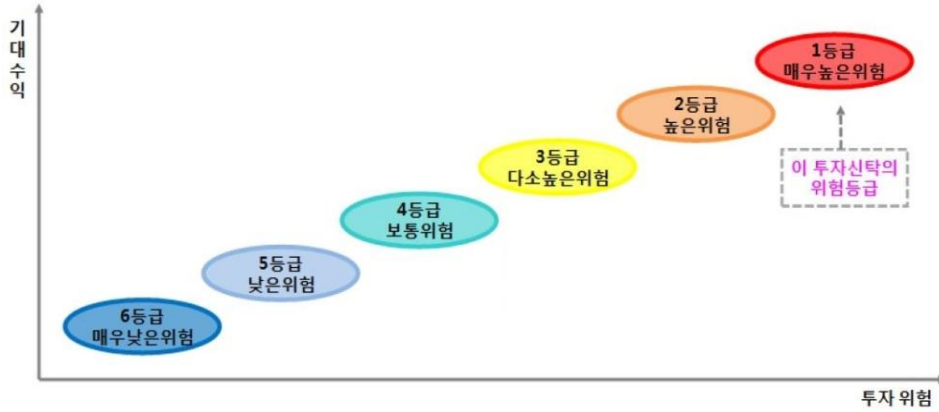 기대수익
1등급
매우높은위험
2등급
높은위험
이 투자신탁의
위험등급
3등급
다소높은위험
4등급
보통위험
5등급
낮은위험
6등급
매우낮은위험
투자 위험